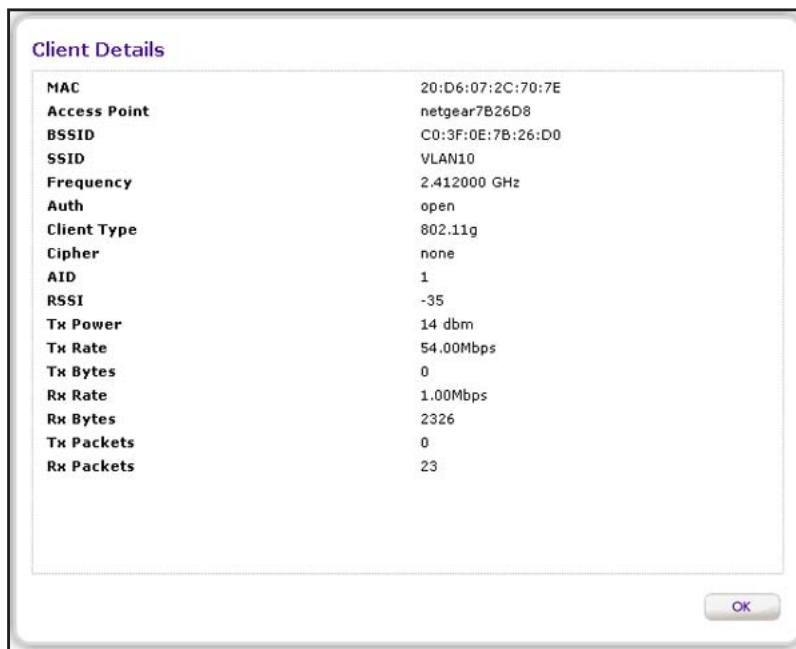 Client Details
MAC 20:D6:07:2C:70:7E
Access Point netgear7B26D8
BSSID C0:3F:0E:7B:26:D0
SSID VLAN10
Frequency 2.412000 GHz
Auth open
Client Type 802.11g
Cipher none
AID 1
RSSI -35
Tx Power 14 dbm
Tx Rate 54.00Mbps
Tx Bytes 0
Rx Rate 1.00Mbps
Rx Bytes 2326
Tx Packets 0
Rx Packets 23
OK